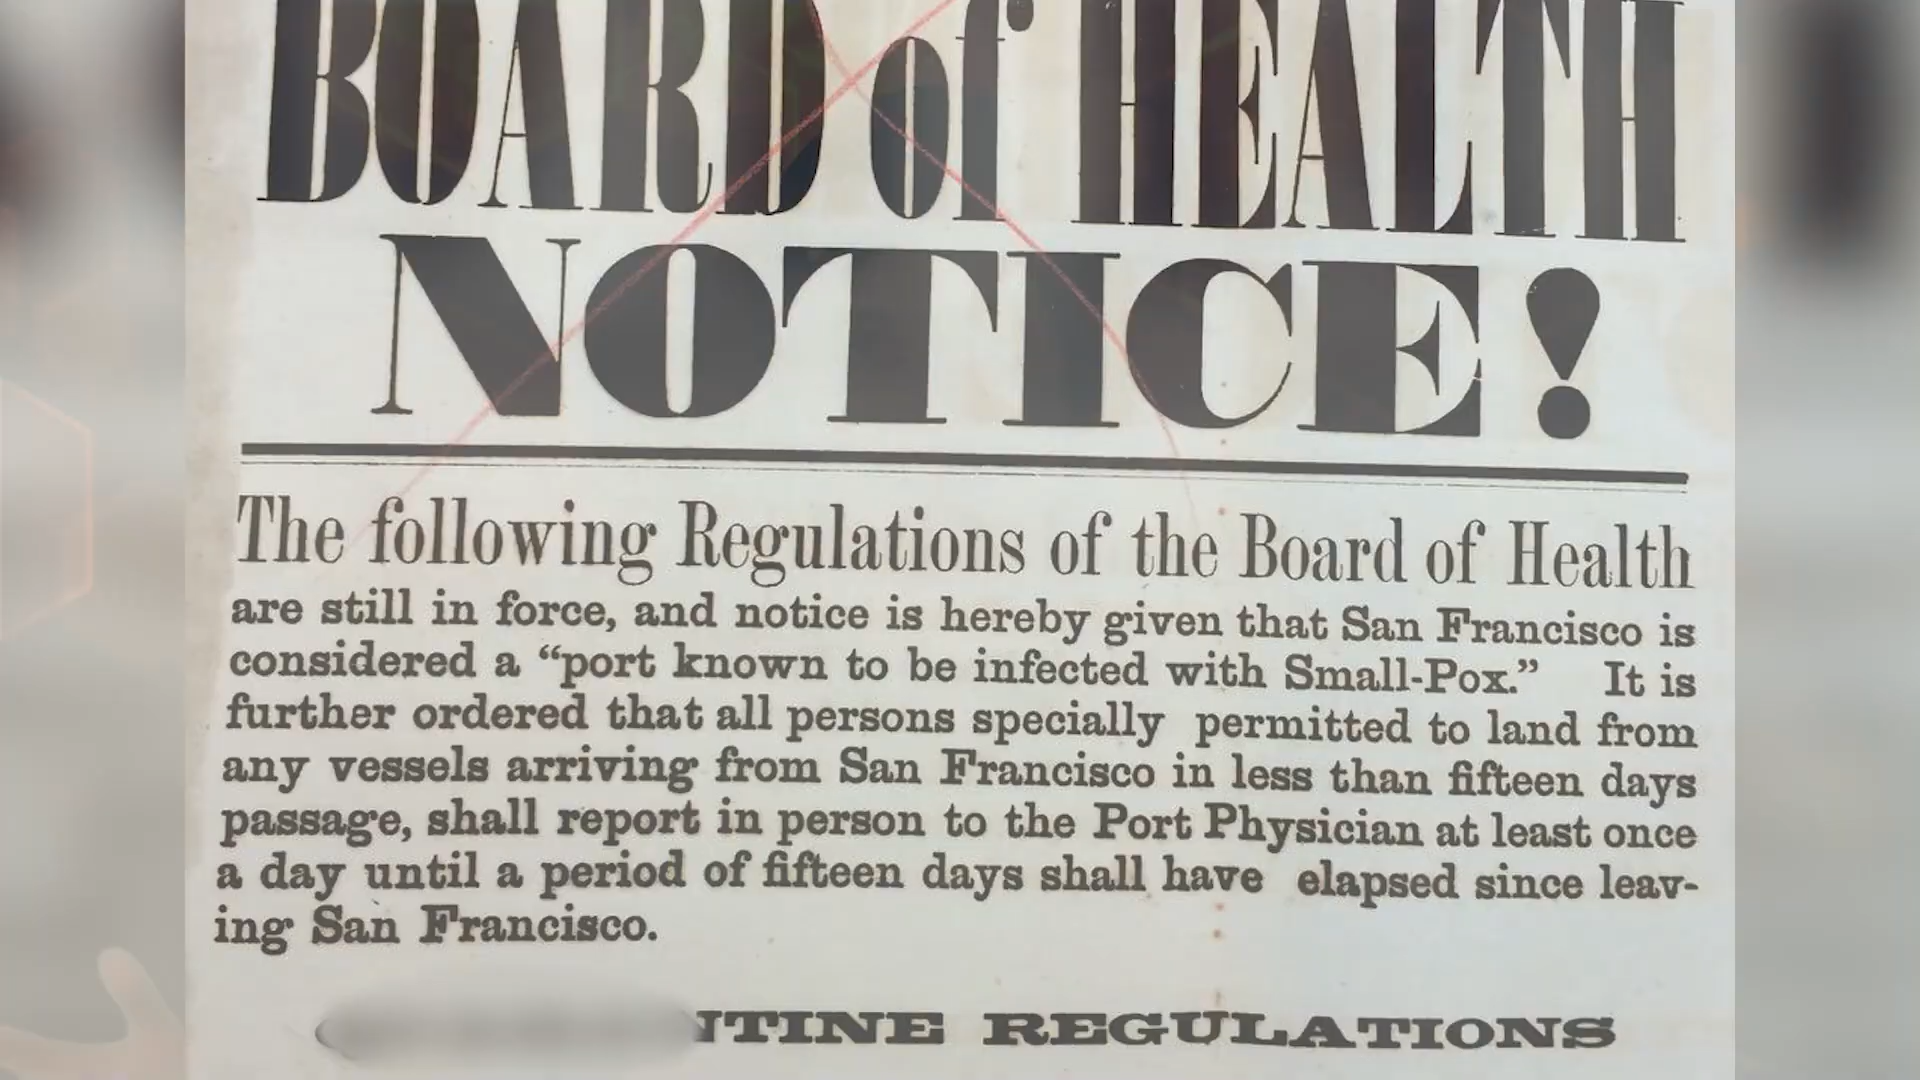 BOARD of HEALTH
NOTICE!
The following Regulations of the Board of Health
are still in force, and notice is hereby given that San Francisco is
considered a “port known to be infected with Small-Pox.” It is
further ordered that all persons specially permitted to land from
any vessels arriving from San Francisco in less than fifteen days
passage, shall report in person to the Port Physician at least once
a day until a period of fifteen days shall have elapsed since leav-
ing San Francisco.
REGULATIONS